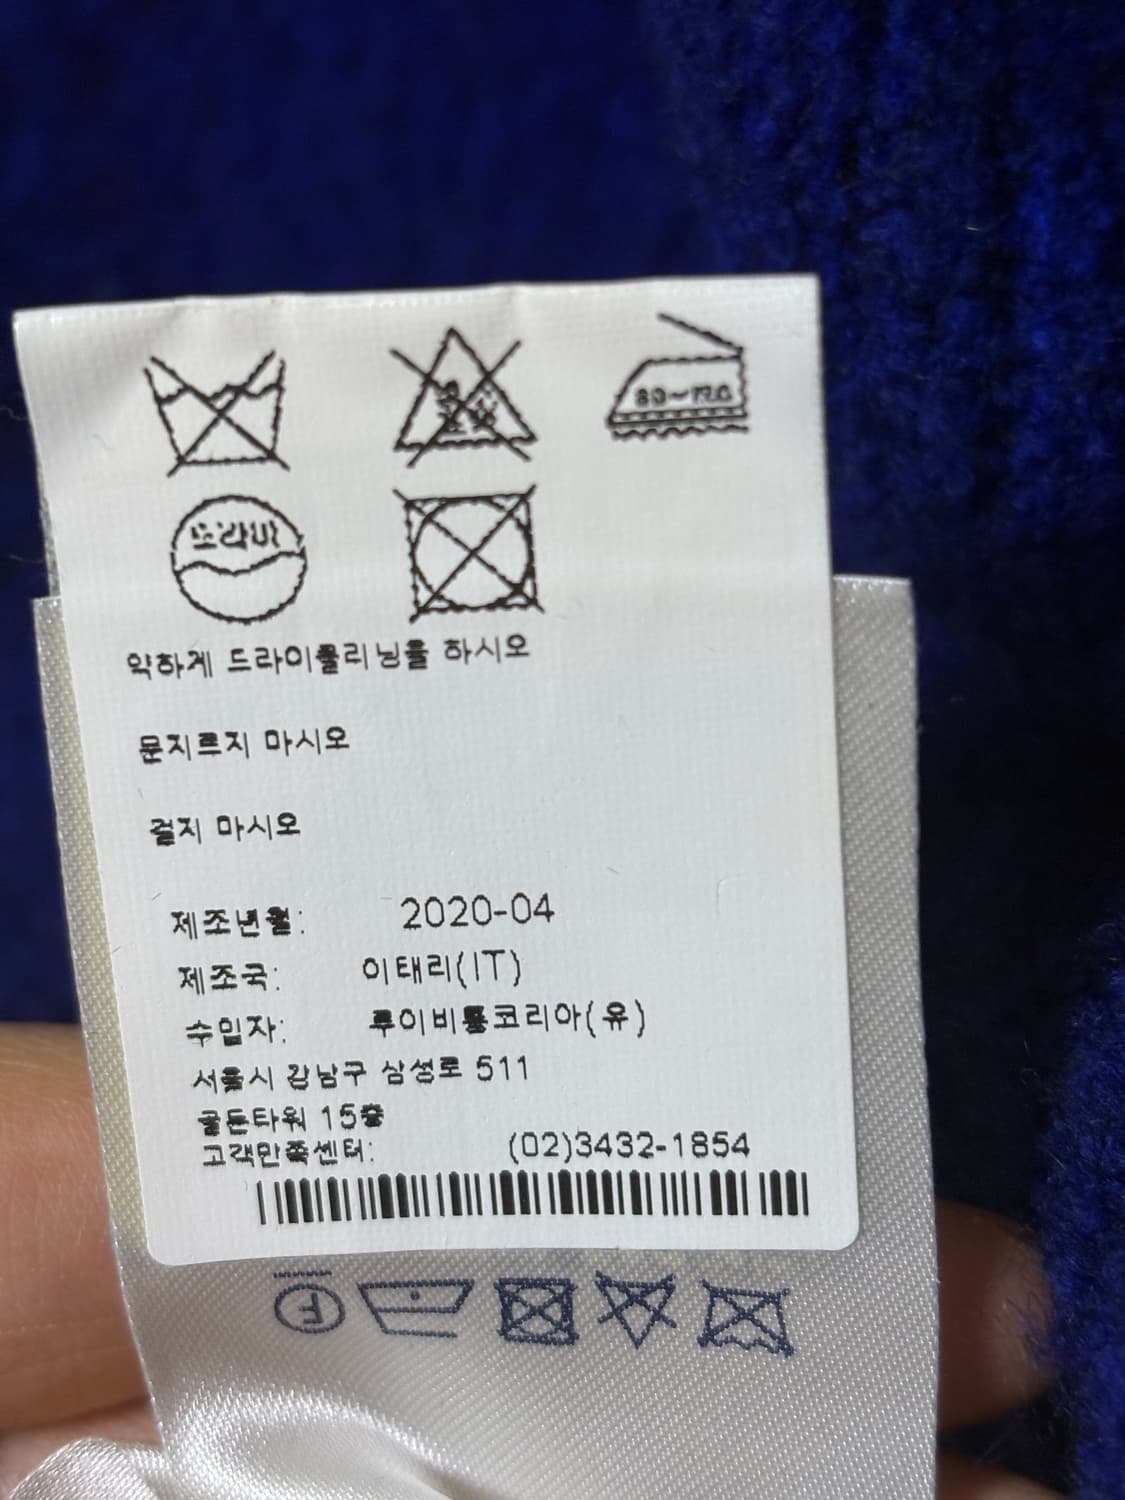 80~120
드라이
약하게 드라이클리닝을 하시오
문지르지 마시오
걸지 마시오
제조년월: 2020-04
제조국: 이태리(IT)
수입자: 루이비통코리아(유)
서울시 강남구 삼성로 511
골든타워 15층
고객만족센터: (02)3432-1854
F